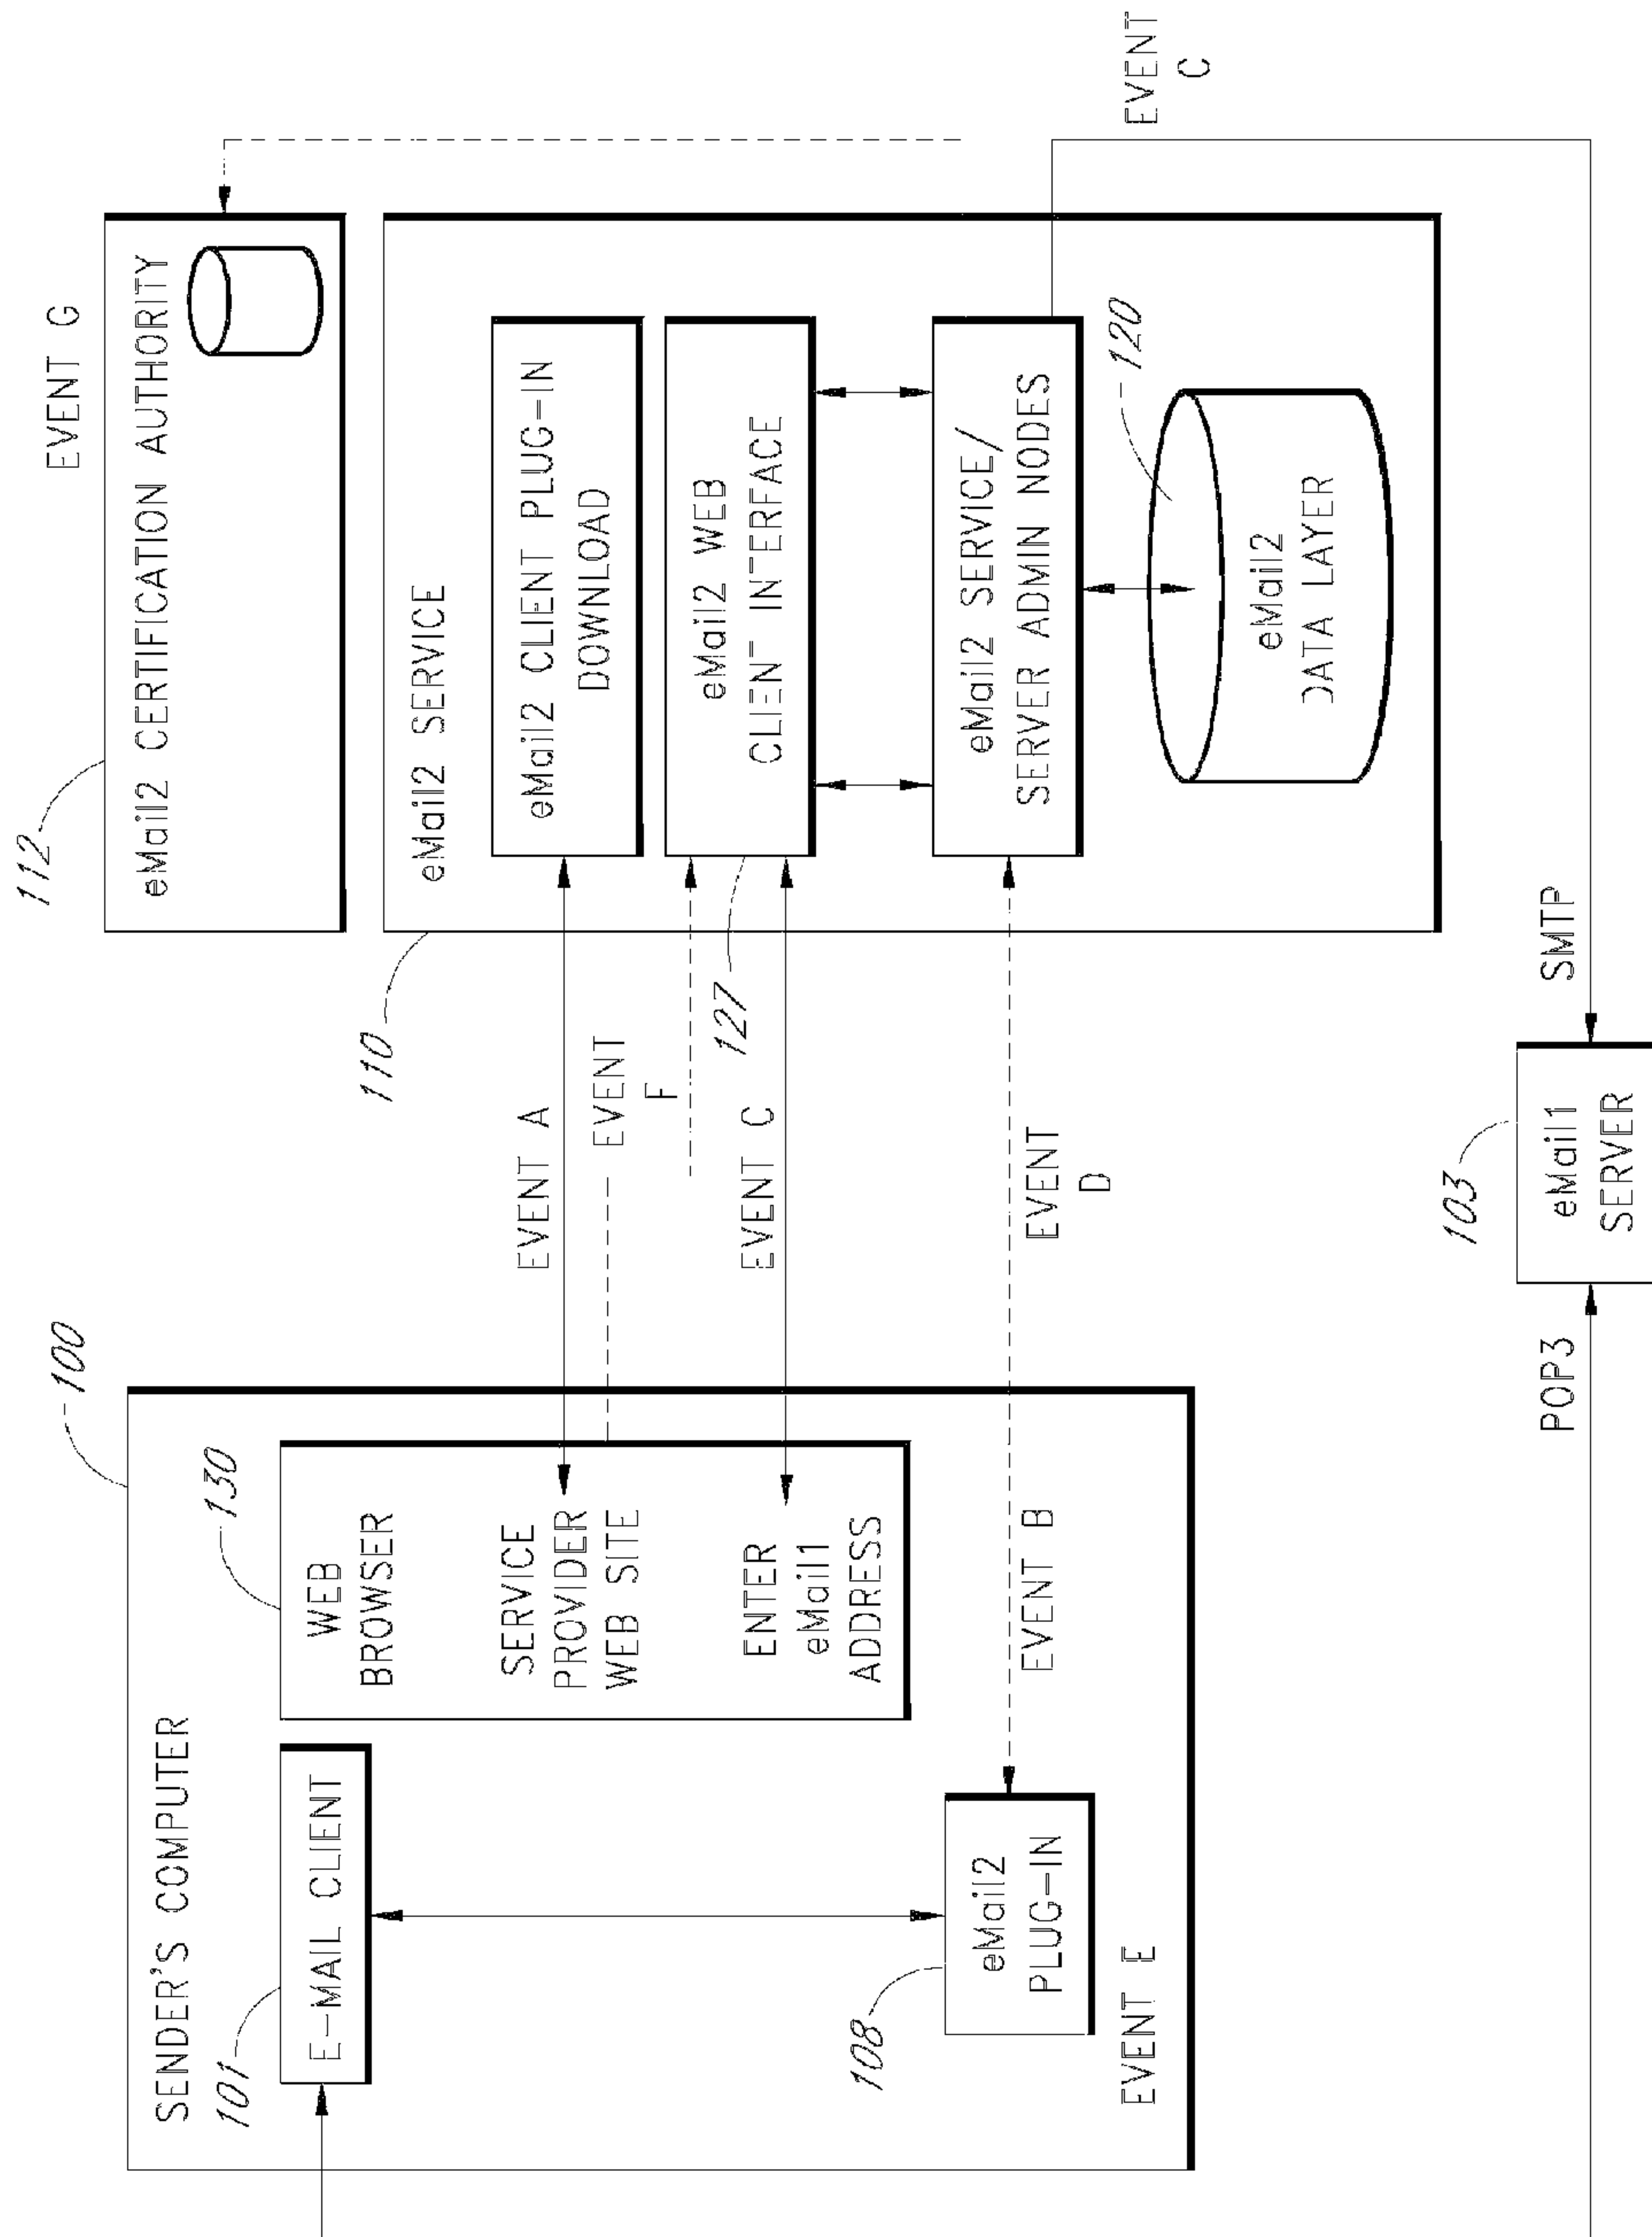 SENDER'S COMPUTER
100
101
E-MAIL CLIENT
130
WEB
BROWSER
SERVICE
PROVIDER
WEB SITE
ENTER
eMail1
ADDRESS
108
eMail2
PLUG-IN
EVENT E
EVENT B
EVENT A
EVENT
F
EVENT C
EVENT
D
EVENT G
112
eMail2 CERTIFICATION AUTHORITY
110
eMail2 SERVICE
eMail2 CLIENT PLUG-IN
DOWNLOAD
127
eMail2 WEB
CLIENT INTERFACE
eMail2 SERVICE/
SERVER ADMIN NODES
120
eMail2
DATA LAYER
EVENT
C
POP3
103
eMail1
SERVER
SMTP